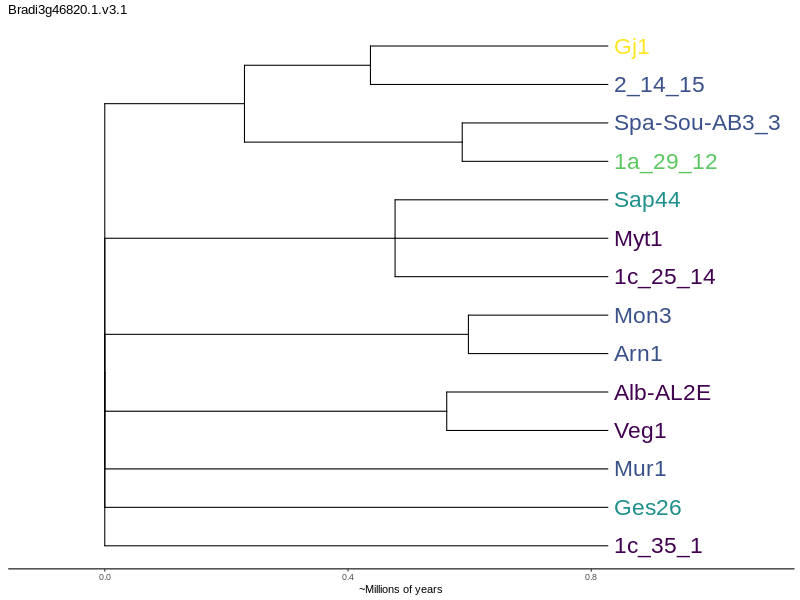 Bradi3g46820.1.v3.1
Gj1
2_14_15
Spa-Sou-AB3_3
1a_29_12
Sap44
Myt1
1c_25_14
Mon3
Arn1
Alb-AL2E
Veg1
Mur1
Ges26
1c_35_1
0.0 0.4 0.8
~Millions of years